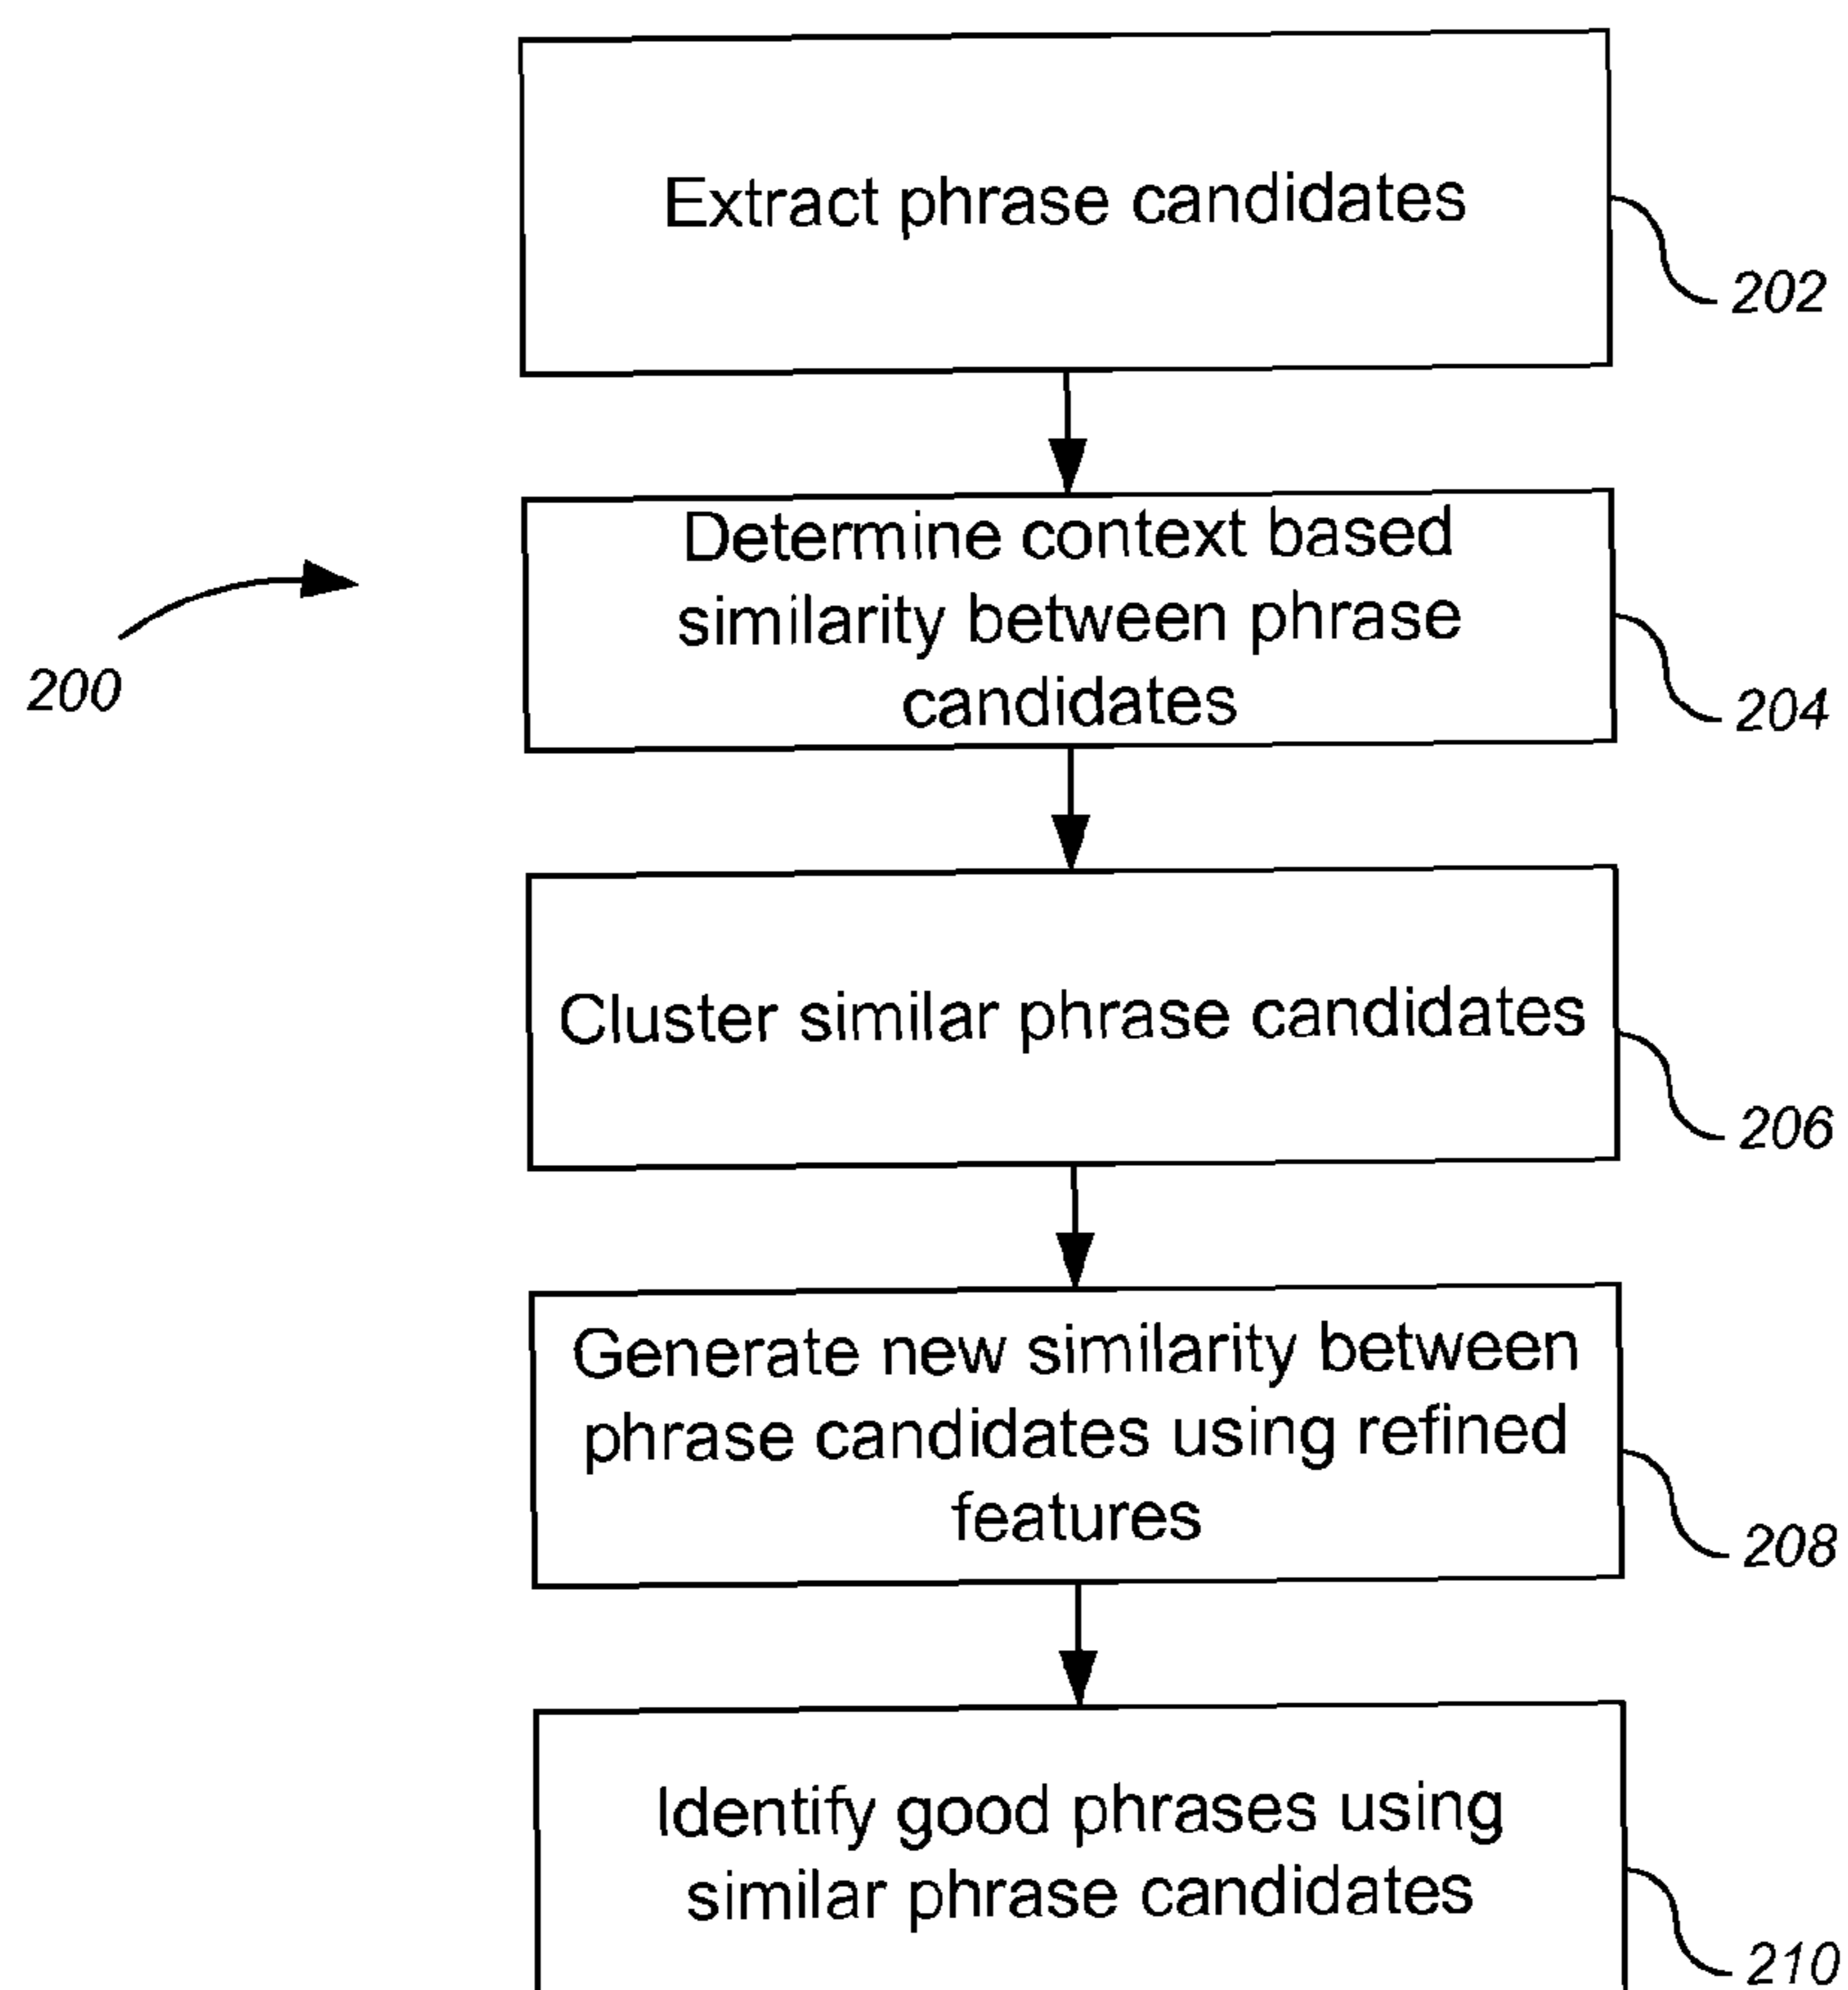 Extract phrase candidates
202
Determine context based
similarity between phrase
candidates
204
200
Cluster similar phrase candidates
206
Generate new similarity between
phrase candidates using refined
features
208
Identify good phrases using
similar phrase candidates
210